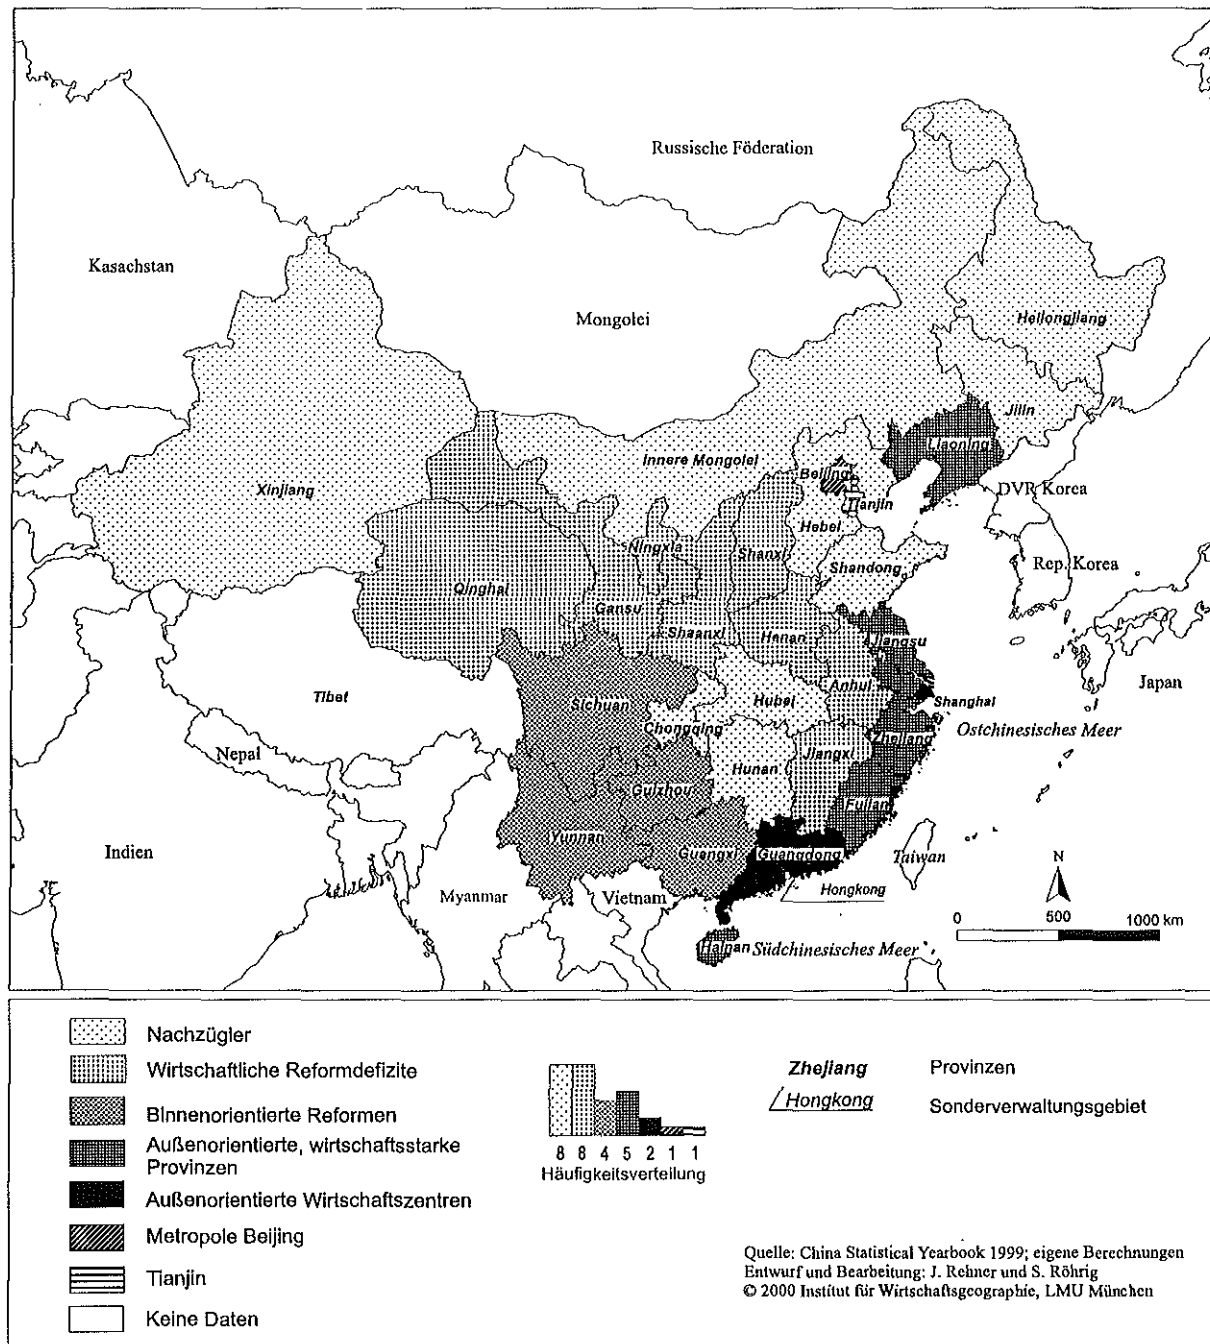 Russische Föderation
Kasachstan
Mongolei
Heilongjiang
Jilin
Liaoning
Innere Mongolei
Beijing
Xinjiang
Tianjin
DVR Korea
Hebei
Ningxia
Shanxi
Shandong
Rep. Korea
Qinghai
Gansu
Shaanxi
Henan
Jiangsu
Japan
Tibet
Sichuan
Hubei
Anhui
Shanghai
Chongqing
Zhejiang
Ostchinesisches Meer
Nepal
Hunan
Jiangxi
Guizhou
Fujian
Indien
Yunnan
Guangxi
Guangdong
Taiwan
N
Myanmar
Vietnam
Hongkong
0 500 1000 km
Hainan
Südchinesisches Meer
Nachzügler
Wirtschaftliche Reformdefizite
Binnenorientierte Reformen
Außenorientierte, wirtschaftsstarke
Provinzen
Außenorientierte Wirtschaftszentren
Metropole Beijing
Tianjin
Keine Daten
8 8 4 5 2 1 1
Häufigkeitsverteilung
Zhejiang Provinzen
Hongkong Sonderverwaltungsgebiet
Quelle: China Statistical Yearbook 1999; eigene Berechnungen
Entwurf und Bearbeitung: J. Rehner und S. Röhrig
© 2000 Institut für Wirtschaftsgeographie, LMU München